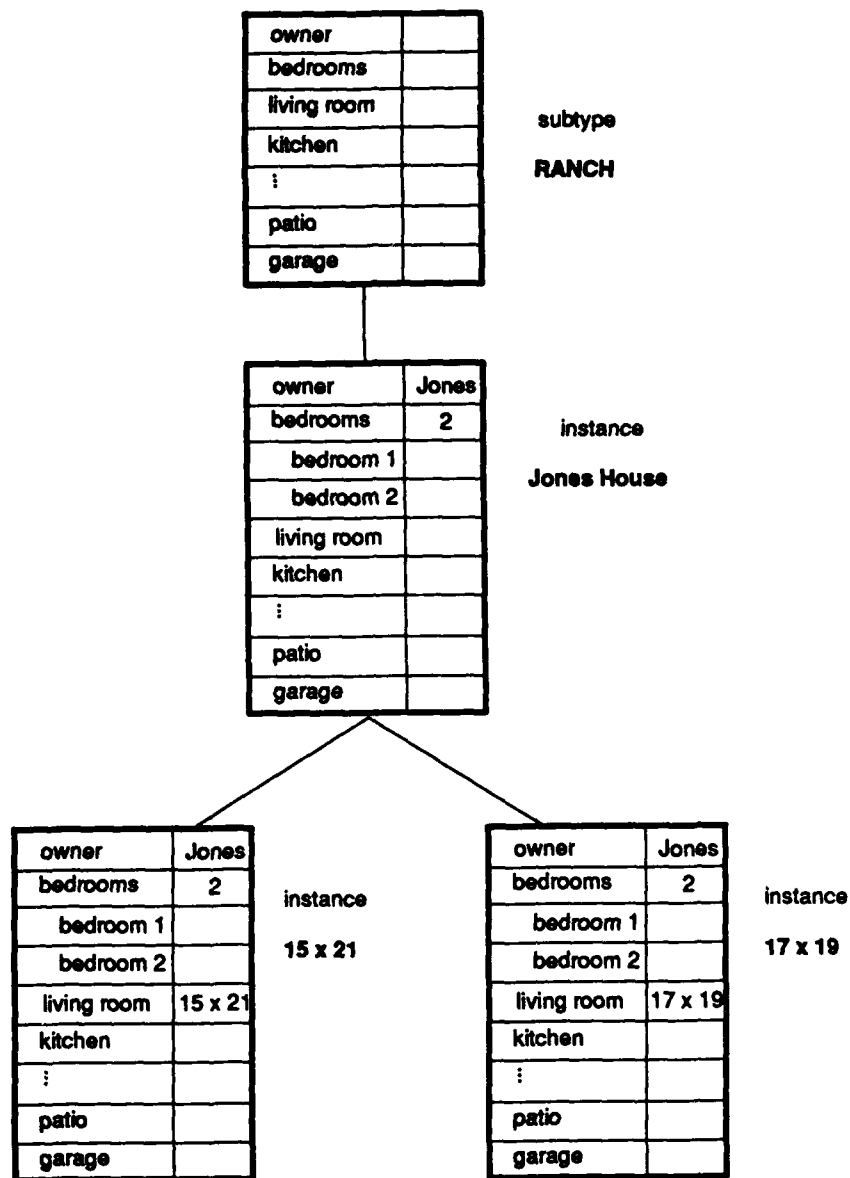 owner
bedrooms
living room
kitchen
⋮
patio
garage
subtype
RANCH
owner Jones
bedrooms 2
bedroom 1
bedroom 2
living room
kitchen
⋮
patio
garage
instance
Jones House
owner Jones
bedrooms 2
bedroom 1
bedroom 2
living room 15 x 21
kitchen
⋮
patio
garage
instance
15 x 21
owner Jones
bedrooms 2
bedroom 1
bedroom 2
living room 17 x 19
kitchen
⋮
patio
garage
instance
17 x 19